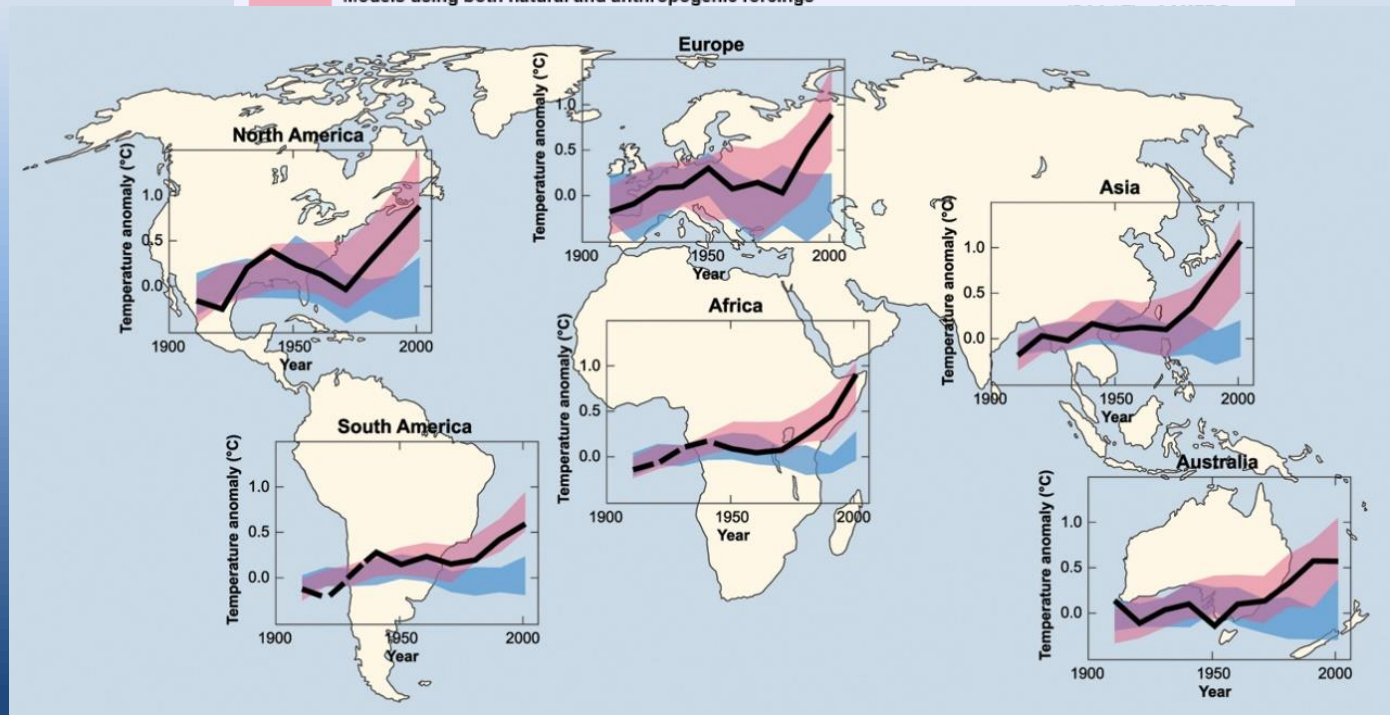 Models using both natural and anthropogenic forcings
Europe
Temperature anomaly (°C)
1.0
0.5
0.0
1900
1950
2000
Year
North America
Temperature anomaly (°C)
1.0
0.5
0.0
1900
1950
2000
Year
Asia
Temperature anomaly (°C)
1.0
0.5
0.0
1900
1950
2000
Year
Africa
Temperature anomaly (°C)
1.0
0.5
0.0
1900
1950
2000
Year
South America
Temperature anomaly (°C)
1.0
0.5
0.0
1900
1950
2000
Year
Australia
Temperature anomaly (°C)
1.0
0.5
0.0
1900
1950
2000
Year